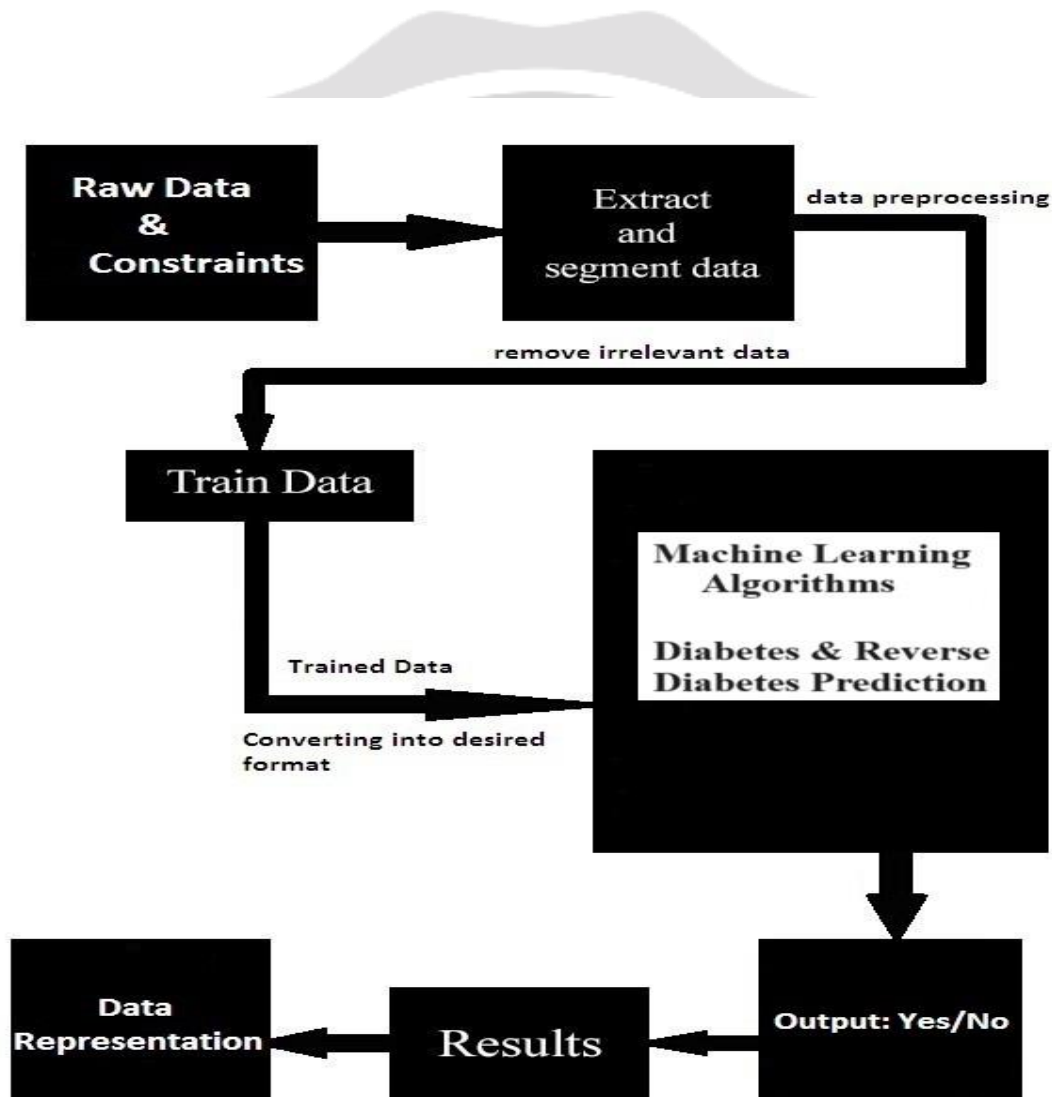 Raw Data
&
Constraints
Extract
and
segment data
data preprocessing
remove irrelevant data
Train Data
Machine Learning
Algorithms
Diabetes & Reverse
Diabetes Prediction
Trained Data
Converting into desired
format
Output: Yes/No
Results
Data
Representation